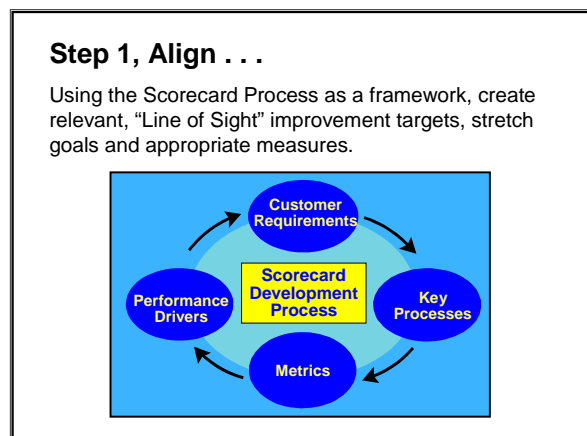 Step 1, Align . . .
Using the Scorecard Process as a framework, create
relevant, “Line of Sight” improvement targets, stretch
goals and appropriate measures.
Customer
Requirements
Scorecard
Development
Process
Performance
Drivers
Key
Processes
Metrics